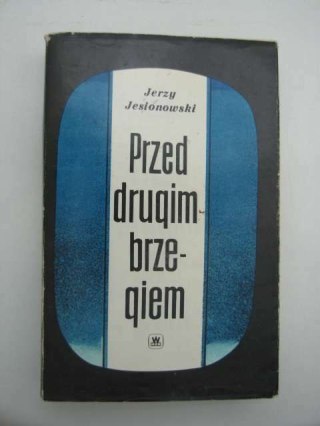 Jerzy
Jesionowski
Przed
drugim
brze-
giem